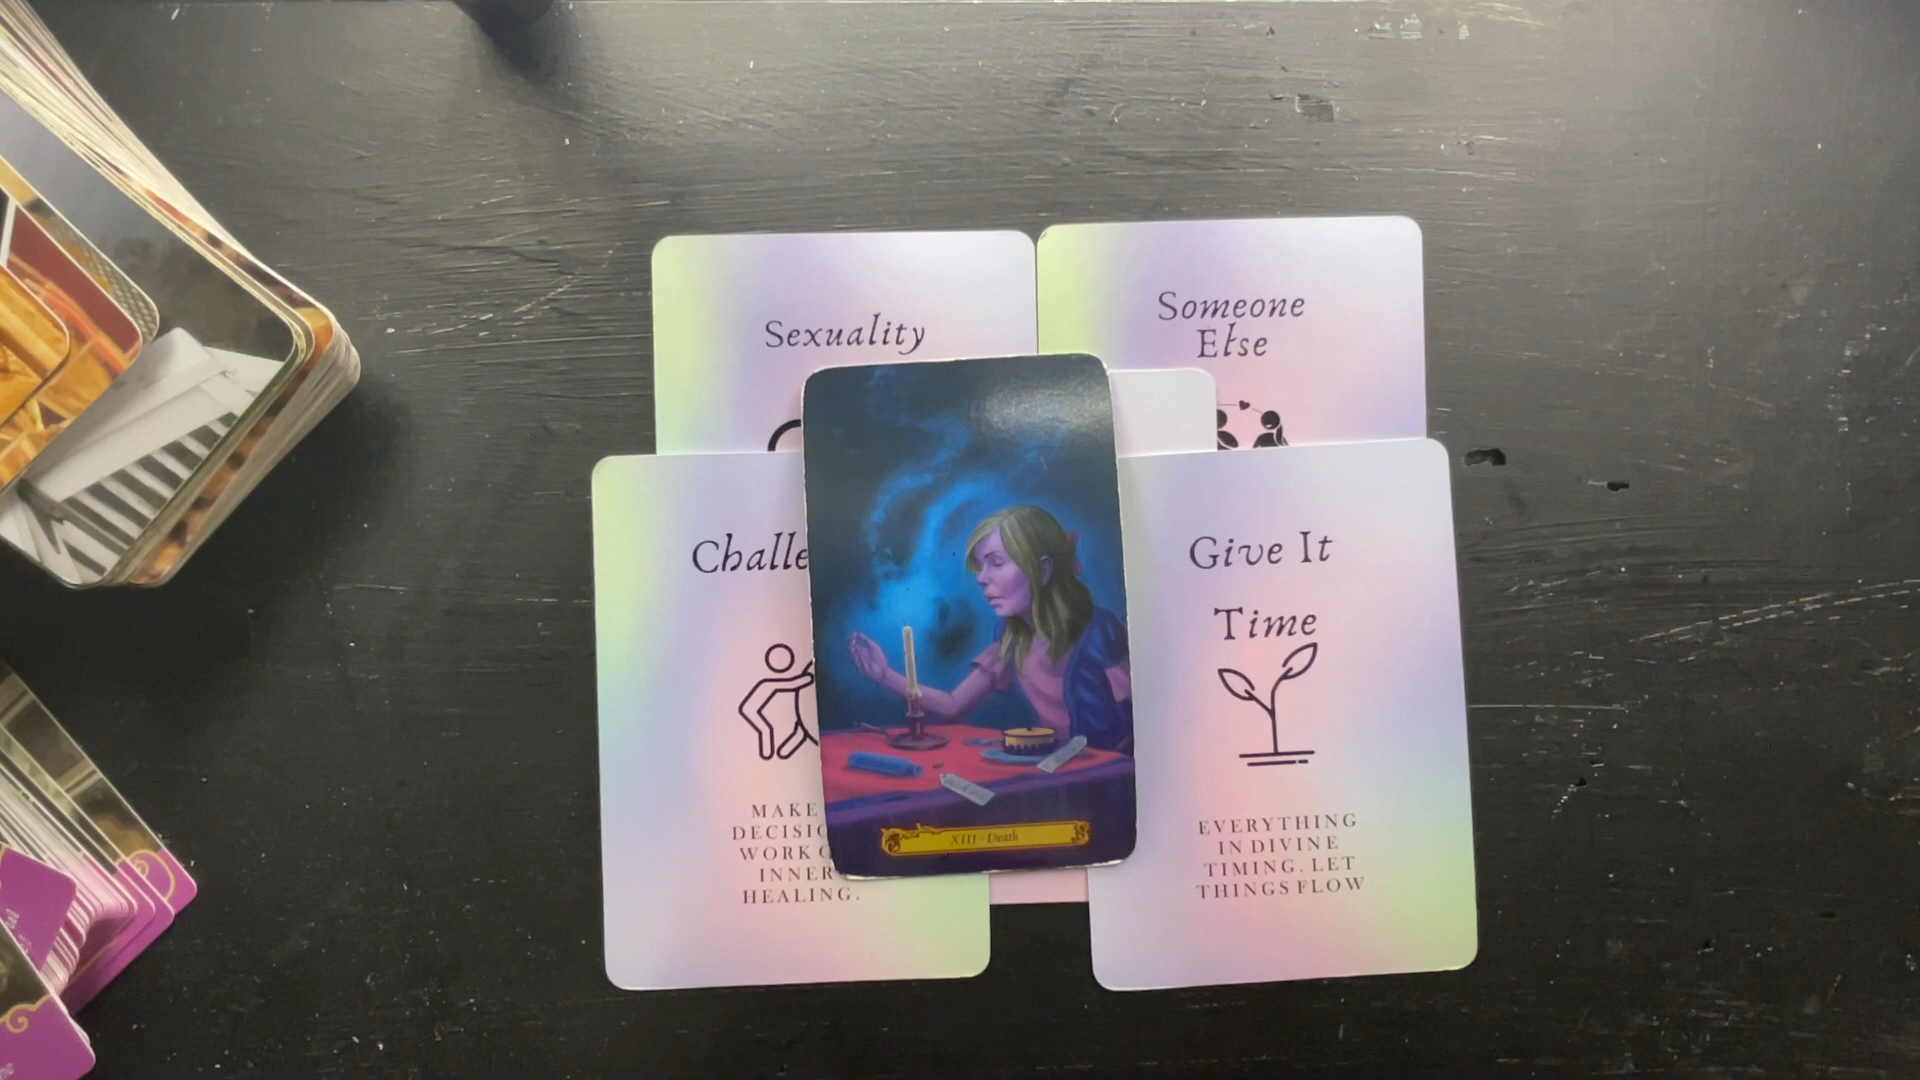 Sexuality
Someone
Else
Challe
Give It
Time
MAKE
DECISIO
WORK
INNER
HEALING.
EVERYTHING
IN DIVINE
TIMING. LET
THINGS FLOW
XIII · Death